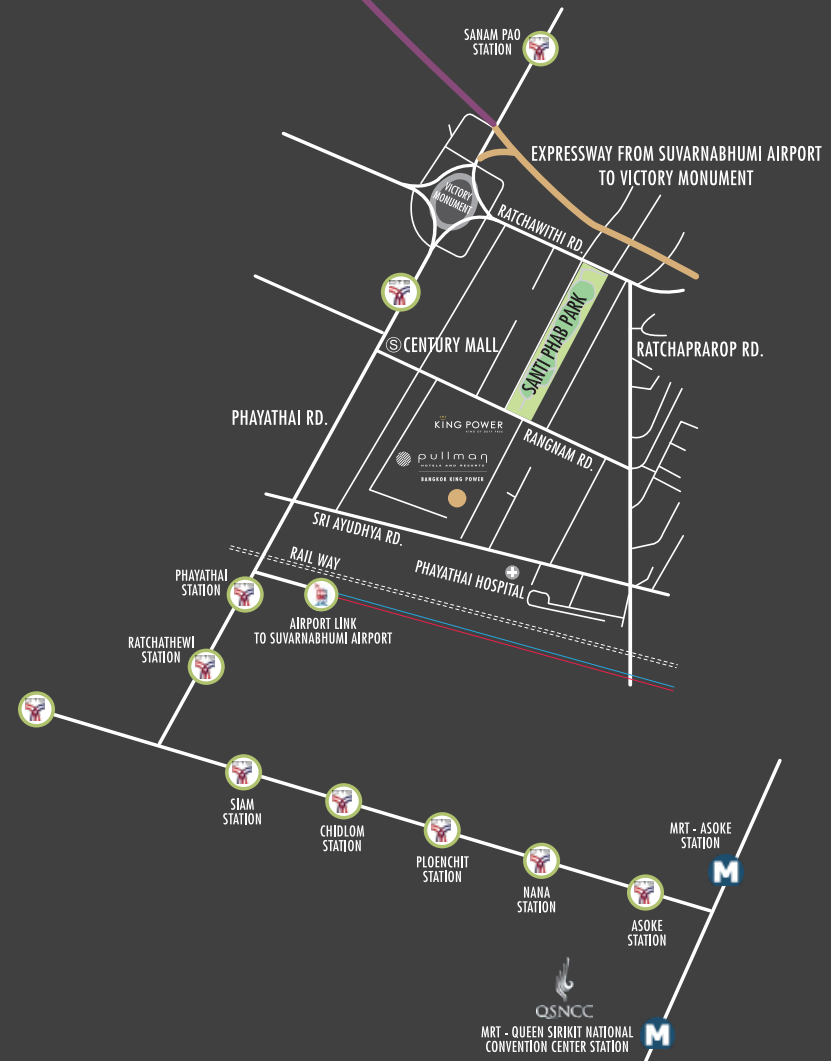 SANAM PAO
STATION
EXPRESSWAY FROM SUVARNABHUMI AIRPORT
TO VICTORY MONUMENT
VICTORY
MONUMENT
RATCHAWITHI RD.
SANTI PHAB PARK
S CENTURY MALL
RATCHAPRAROP RD.
PHAYATHAI RD.
KING POWER
RANGNAM RD.
pullman
HOTELS AND RESORTS
BANGKOK KING POWER
SRI AYUDHYA RD.
RAIL WAY
PHAYATHAI HOSPITAL
PHAYATHAI
STATION
AIRPORT LINK
TO SUVARNABHUMI AIRPORT
RATCHATHEWI
STATION
SIAM
STATION
CHIDLOM
STATION
PLOENCHIT
STATION
NANA
STATION
ASOKE
STATION
MRT - ASOKE
STATION
M
QSNCC
MRT - QUEEN SIRIKIT NATIONAL
CONVENTION CENTER STATION
M